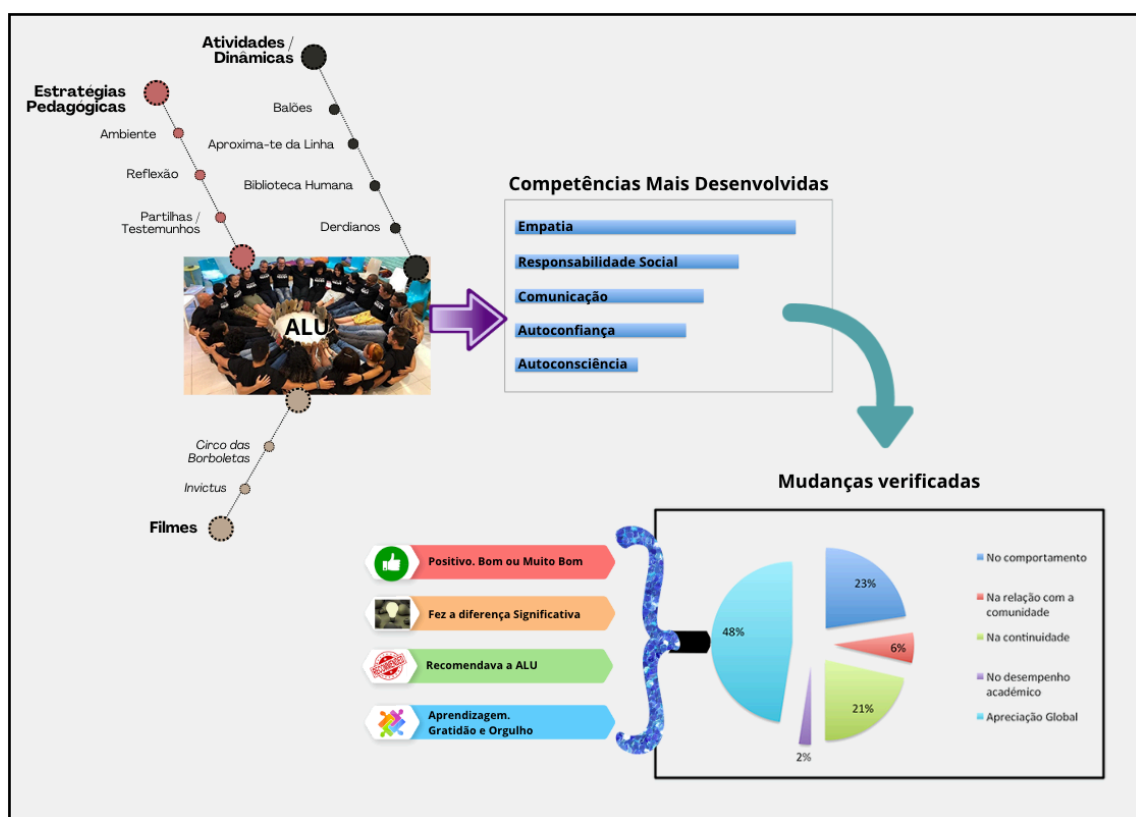 Atividades /
Dinâmicas
Balões
Aproxima-te da Linha
Biblioteca Humana
Derdianos
Estratégias
Pedagógicas
Ambiente
Reflexão
Partilhas /
Testemunhos
ALU
Circo das
Borboletas
Invictus
Filmes
Competências Mais Desenvolvidas
Empatia
Responsabilidade Social
Comunicação
Autoconfiança
Autoconsciência
Mudanças verificadas
Positivo. Bom ou Muito Bom
Fez a diferença Significativa
RECOMMENDED
Recomendava a ALU
Aprendizagem.
Gratidão e Orgulho
23%
6%
21%
2%
48%
No comportamento
Na relação com a
comunidade
Na continuidade
No desempenho
académico
Apreciação Global